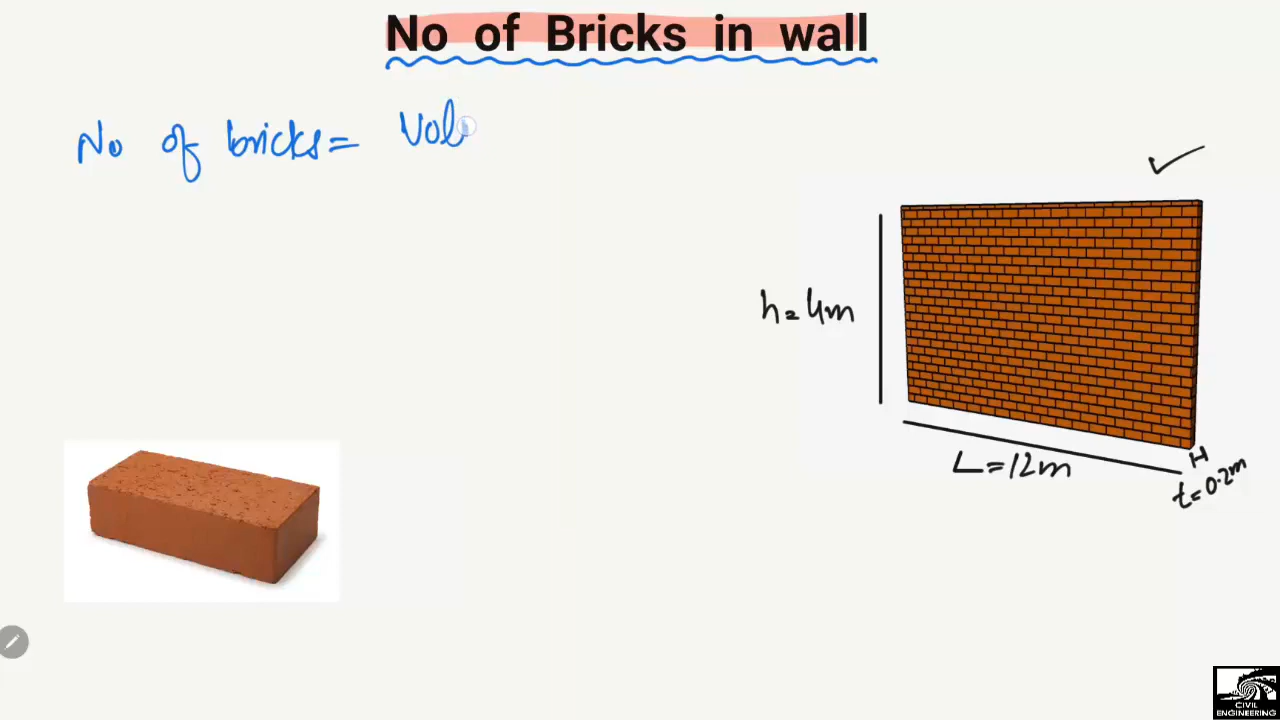 No of Bricks in wall
No of bricks = Vol
h = 4m
L = 12m
t = 0.2m
CIVIL
ENGINEERING